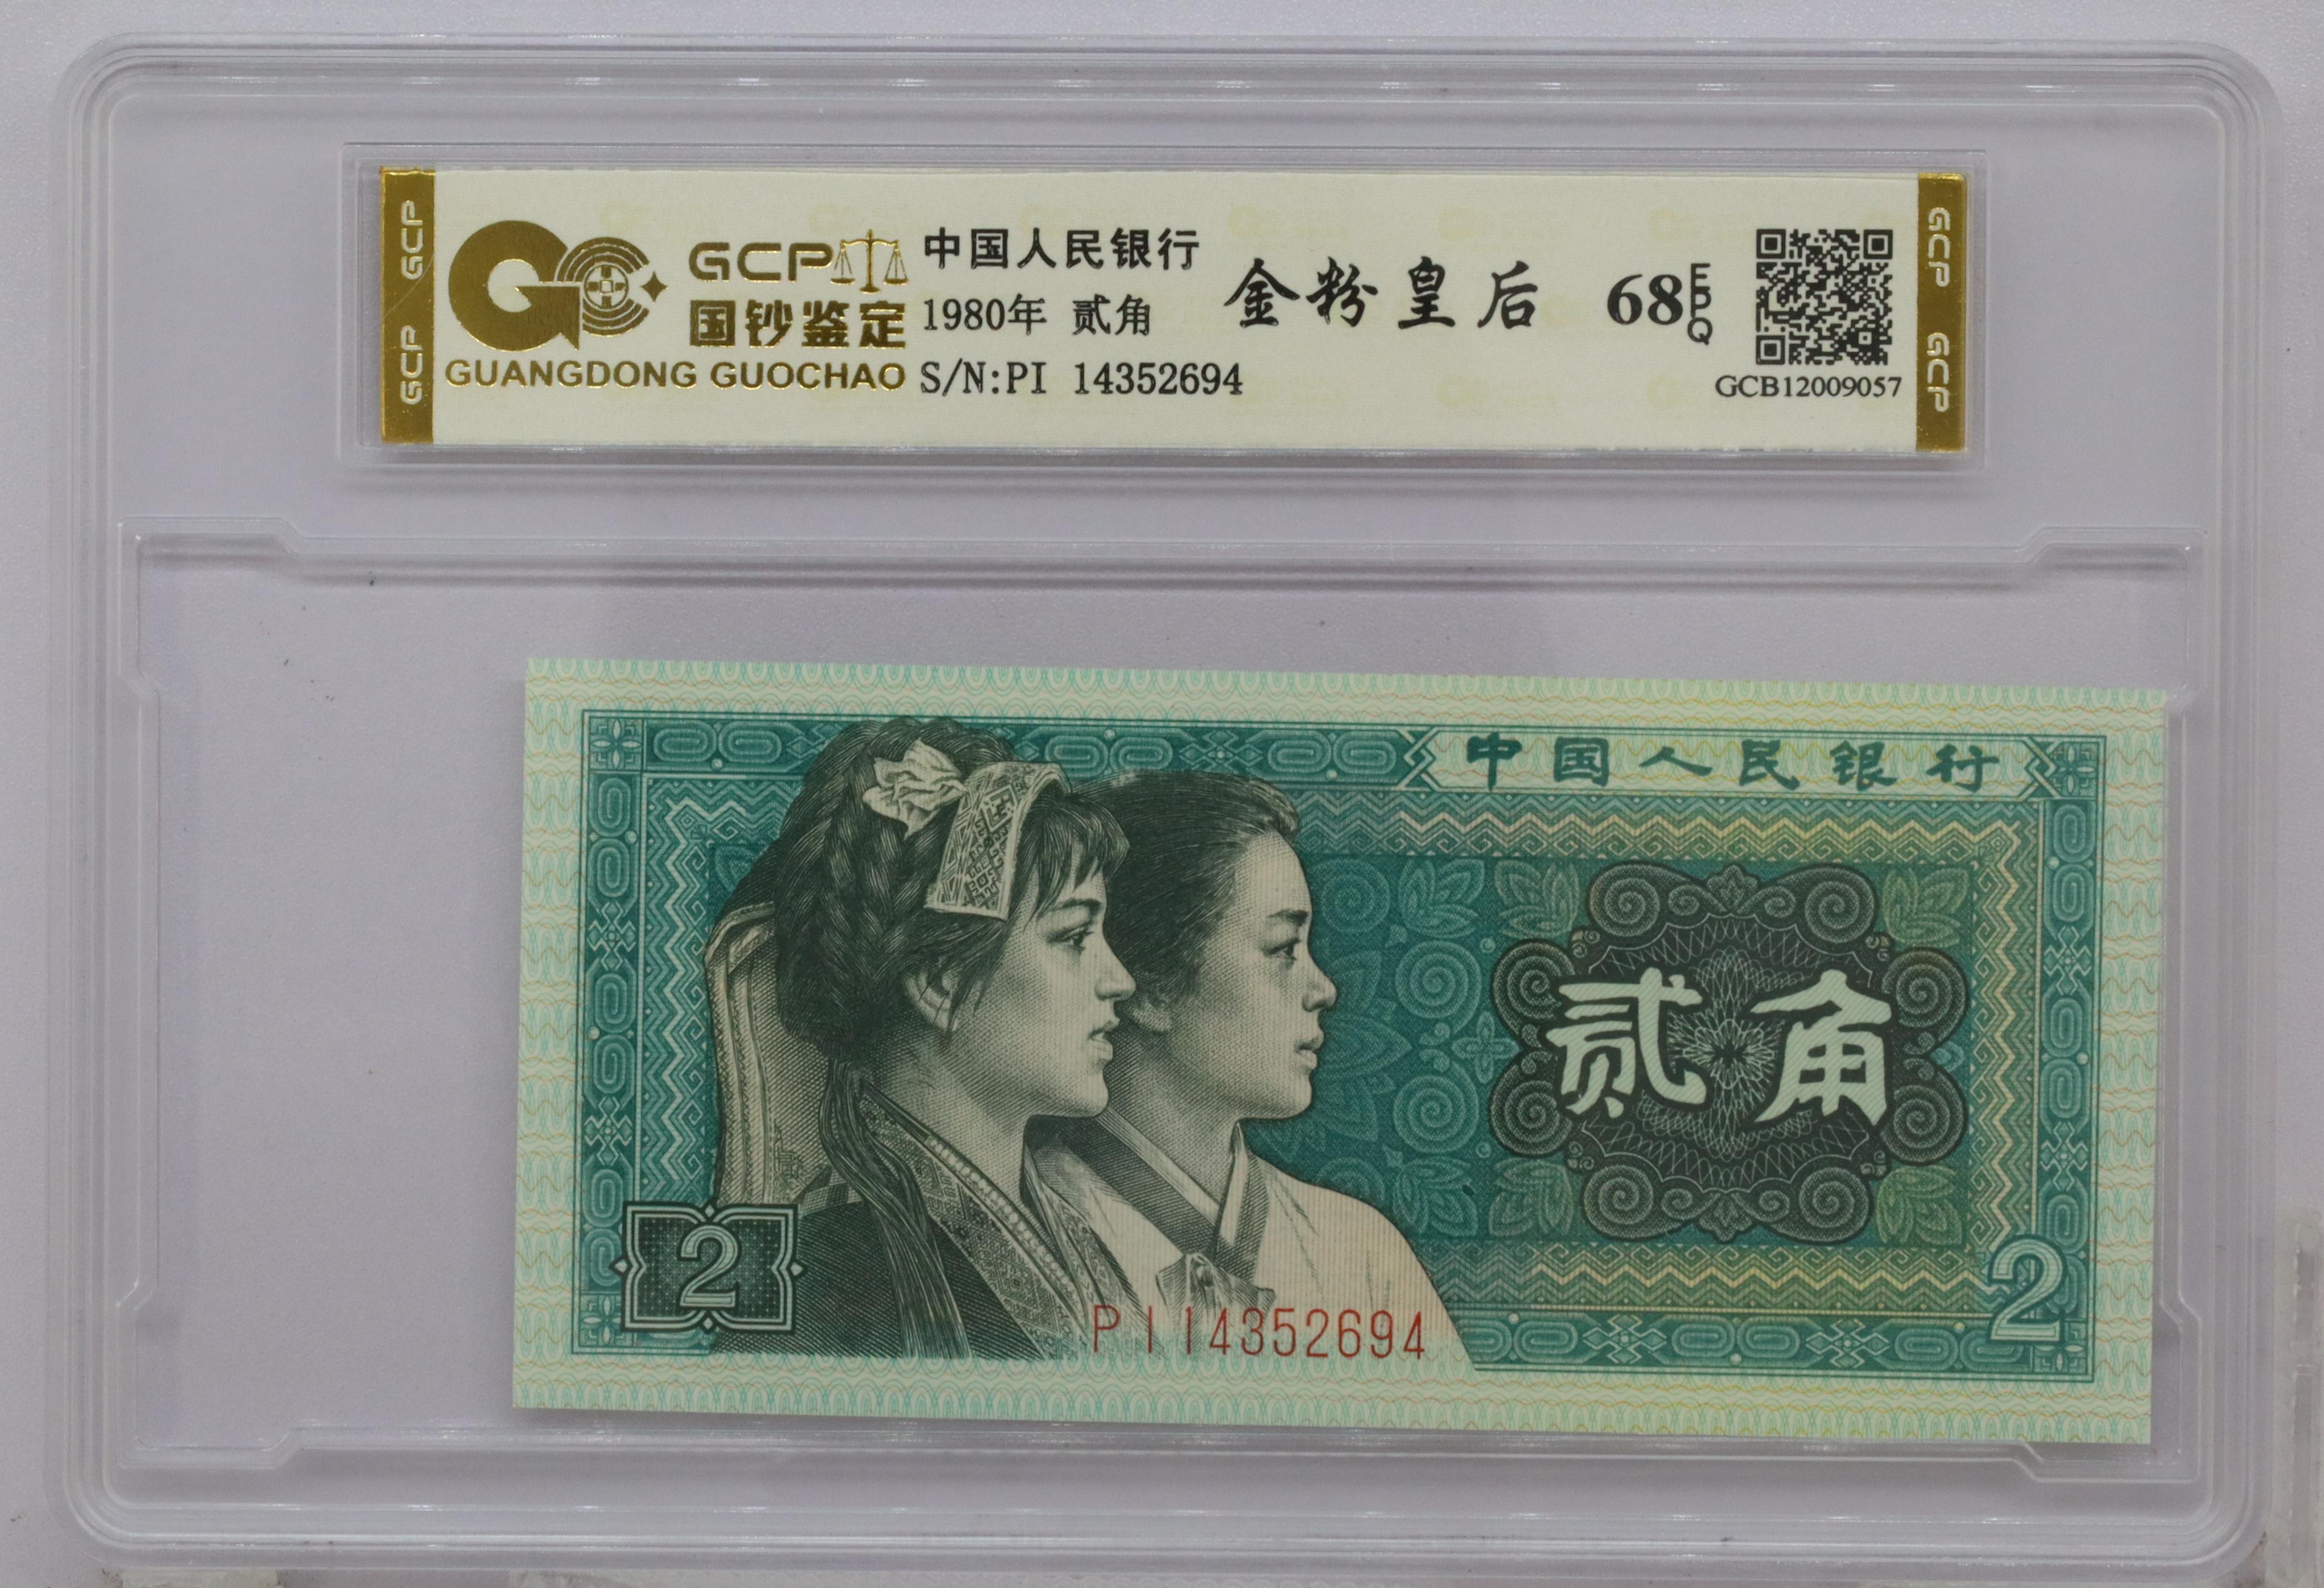 GCP GCP
GCP
国钞鉴定
GUANGDONG GUOCHAO
中国人民银行
1980年 贰角
S/N:PI 14352694
金粉皇后
68 EPQ
GCB12009057
GCP GCP
中国人民银行
贰角
2
PI14352694
2